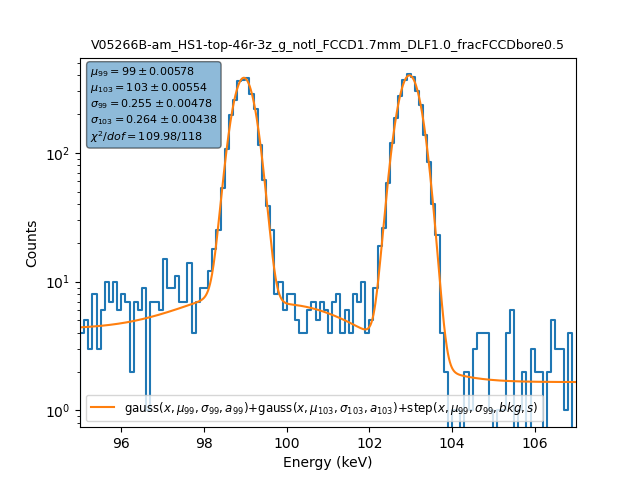 V05266B-am_HS1-top-46r-3z_g_notl_FCCD1.7mm_DLF1.0_fracFCCDbore0.5
μ₉₉ = 99 ± 0.00578
μ₁₀₃ = 103 ± 0.00554
σ₉₉ = 0.255 ± 0.00478
σ₁₀₃ = 0.264 ± 0.00438
χ²/dof = 109.98/118
10²
10¹
10⁰
Counts
gauss(x, μ₉₉, σ₉₉, a₉₉)+gauss(x, μ₁₀₃, σ₁₀₃, a₁₀₃)+step(x, μ₉₉, σ₉₉, bkg, s)
96 98 100 102 104 106
Energy (keV)